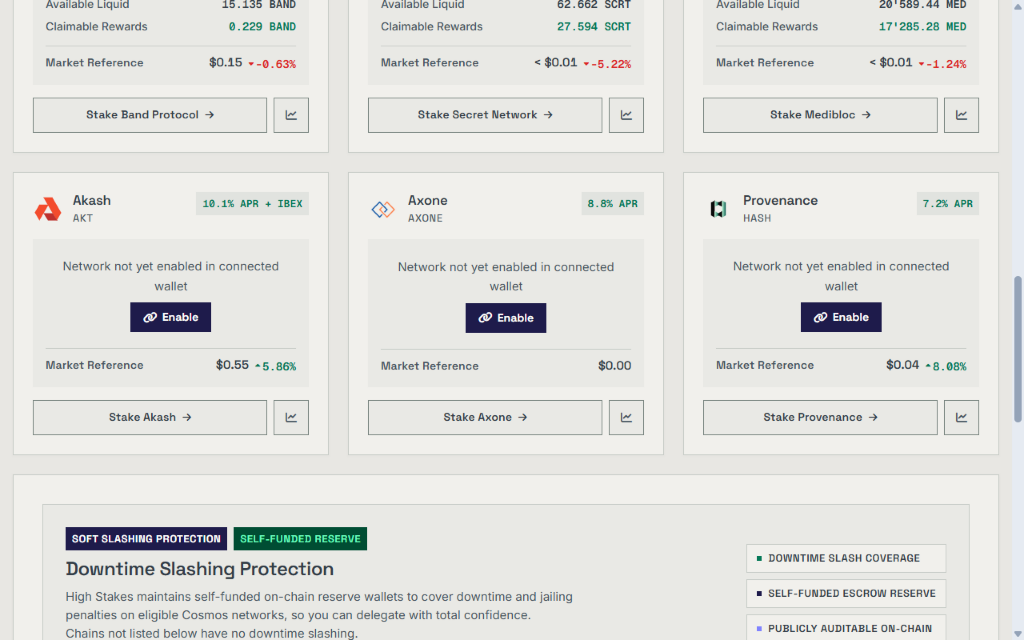 Available Liquid 15.135 BAND
Claimable Rewards 0.229 BAND
Market Reference $0.15 -0.63%
Stake Band Protocol →
Available Liquid 62.662 SCRT
Claimable Rewards 27.594 SCRT
Market Reference < $0.01 -5.22%
Stake Secret Network →
Available Liquid 20'589.44 MED
Claimable Rewards 17'285.28 MED
Market Reference < $0.01 -1.24%
Stake Medibloc →
Akash
AKT
10.1% APR + IBEX
Network not yet enabled in connected
wallet
Enable
Market Reference $0.55 5.86%
Stake Akash →
Axone
AXONE
8.8% APR
Network not yet enabled in connected
wallet
Enable
Market Reference $0.00
Stake Axone →
Provenance
HASH
7.2% APR
Network not yet enabled in connected
wallet
Enable
Market Reference $0.04 8.08%
Stake Provenance →
SOFT SLASHING PROTECTION SELF-FUNDED RESERVE
Downtime Slashing Protection
High Stakes maintains self-funded on-chain reserve wallets to cover downtime and jailing
penalties on eligible Cosmos networks, so you can delegate with total confidence.
Chains not listed below have no downtime slashing.
DOWNTIME SLASH COVERAGE
SELF-FUNDED ESCROW RESERVE
PUBLICLY AUDITABLE ON-CHAIN